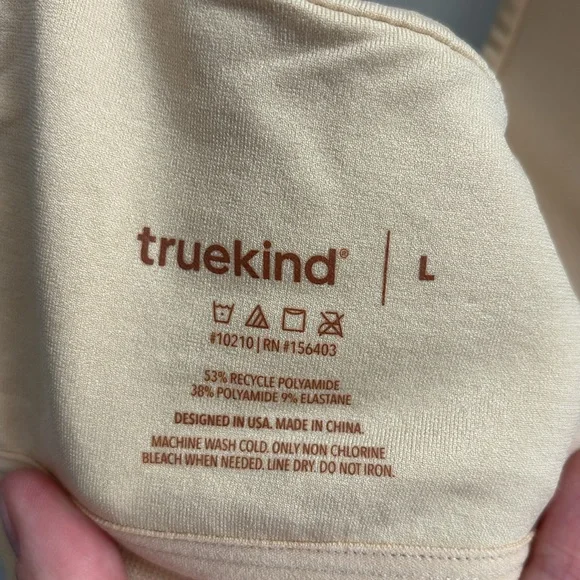 truekind® | L
#10210 | RN #156403
53% RECYCLE POLYAMIDE
38% POLYAMIDE 9% ELASTANE
DESIGNED IN USA. MADE IN CHINA.
MACHINE WASH COLD. ONLY NON CHLORINE
BLEACH WHEN NEEDED. LINE DRY. DO NOT IRON.